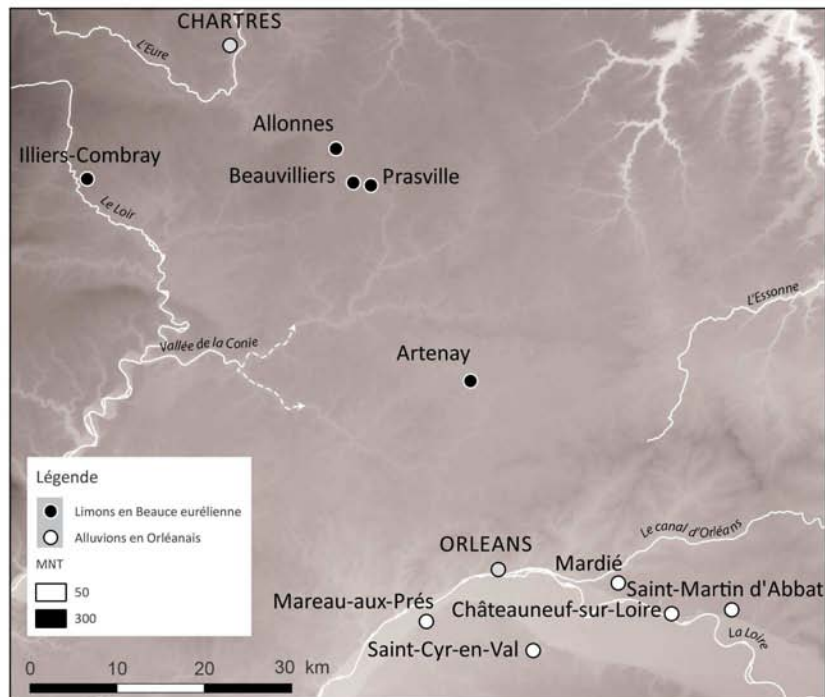 CHARTRES
L'Eure
Allonnes
Illiers-Combray
Beauvilliers
Prasville
Le Loir
L'Essonne
Vallée de la Conie
Artenay
Légende
Limons en Beauce eurélienne
Alluvions en Orléanais
MNT
50
300
Le canal d'Orléans
ORLEANS
Mardié
Saint-Martin d'Abbat
Mareau-aux-Prés
Châteauneuf-sur-Loire
La Loire
Saint-Cyr-en-Val
0 10 20 30 km